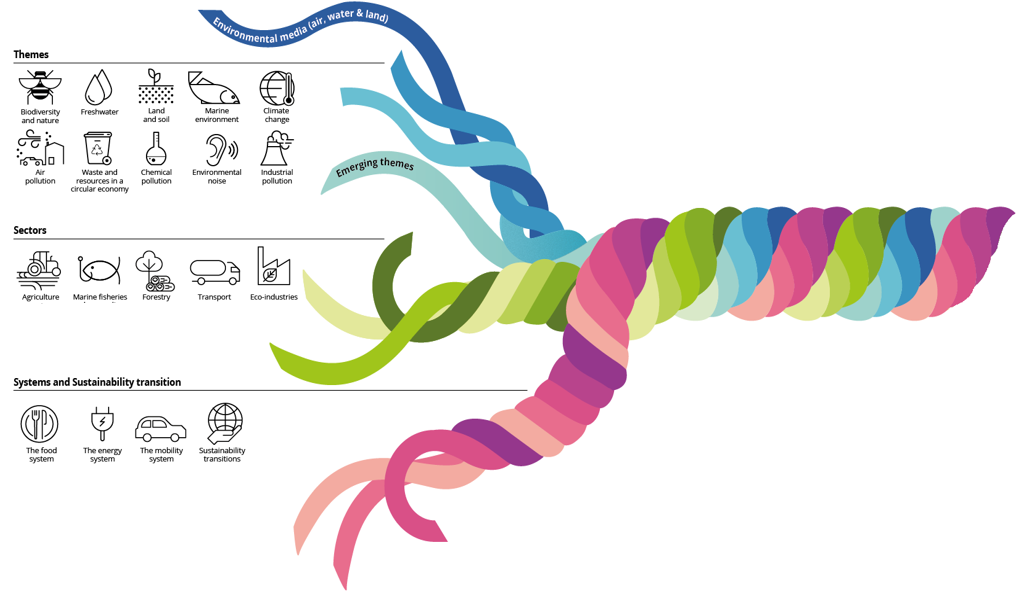 Environmental media (air, water & land)
Themes
Biodiversity
and nature
Freshwater
Land
and soil
Marine
environment
Climate
change
Air
pollution
Waste and
resources in a
circular economy
Chemical
pollution
Environmental
noise
Industrial
pollution
Emerging themes
Sectors
Agriculture
Marine fisheries
Forestry
Transport
Eco-industries
Systems and Sustainability transition
The food
system
The energy
system
The mobility
system
Sustainability
transitions